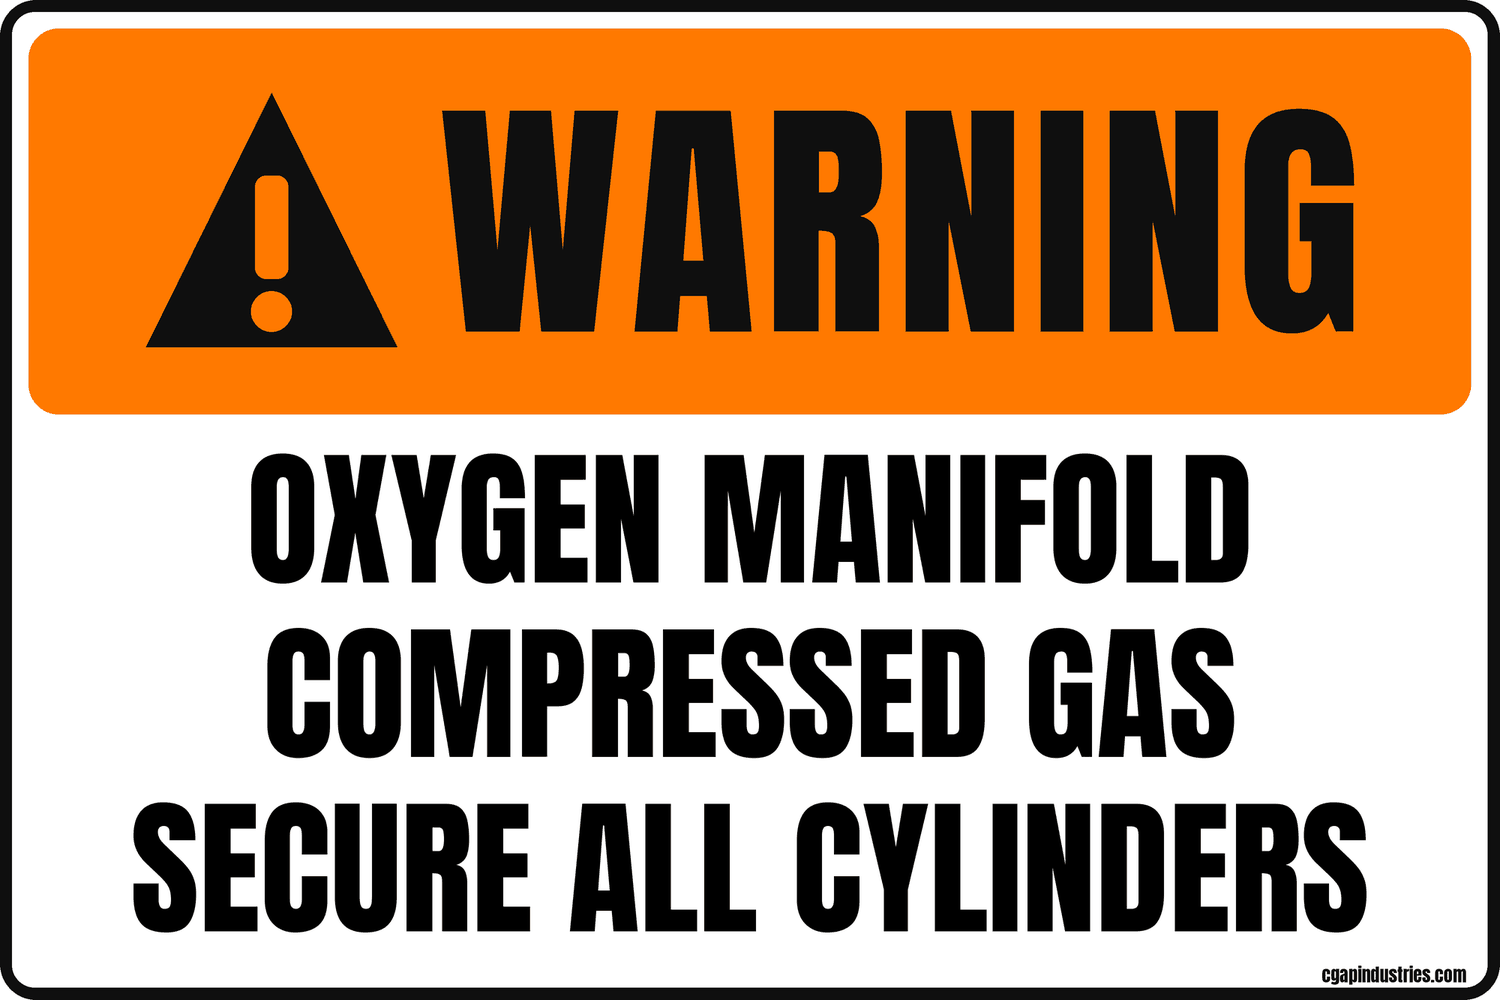 WARNING
OXYGEN MANIFOLD
COMPRESSED GAS
SECURE ALL CYLINDERS
cgapindustries.com